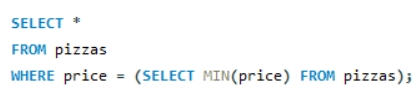 SELECT *
FROM pizzas
WHERE price = (SELECT MIN(price) FROM pizzas);